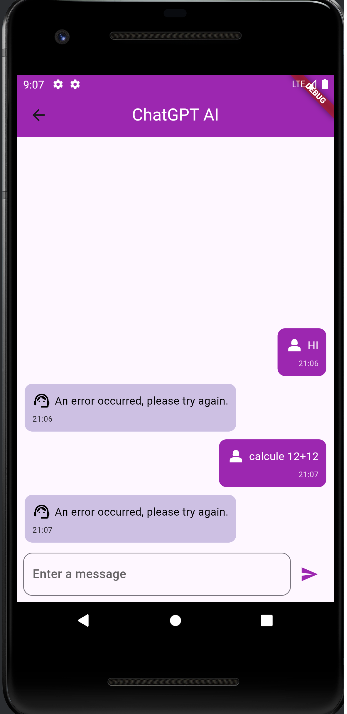 9:07
LTE
DEBUG
ChatGPT AI
HI
21:06
An error occurred, please try again.
21:06
calcule 12+12
21:07
An error occurred, please try again.
21:07
Enter a message